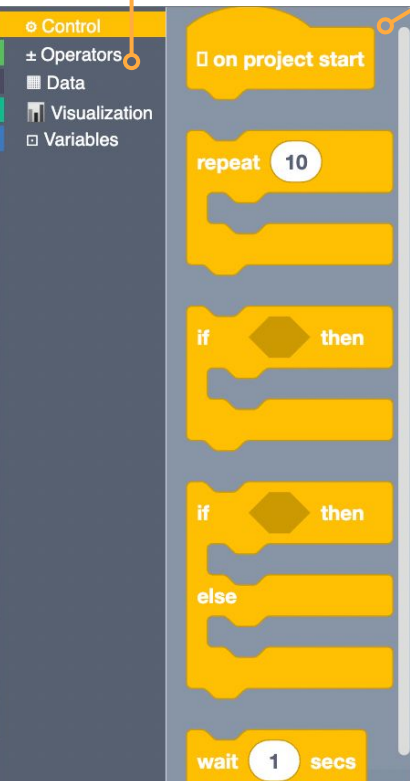 Control
± Operators
Data
Visualization
Variables
on project start
repeat 10
if then
if then
else
wait 1 secs